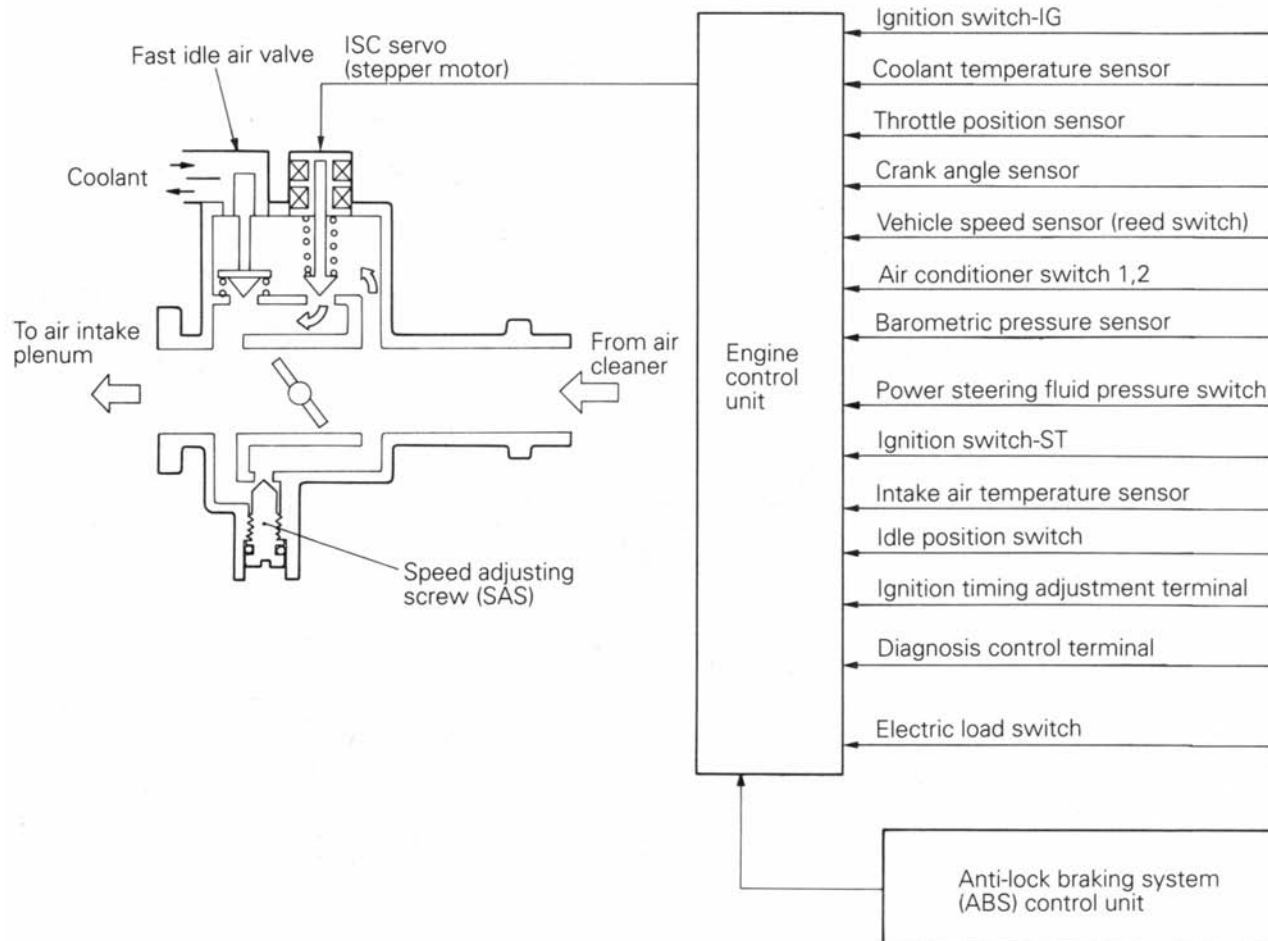 Fast idle air valve
ISC servo
(stepper motor)
Coolant
To air intake
plenum
From air
cleaner
Speed adjusting
screw (SAS)
Engine
control
unit
Ignition switch-IG
Coolant temperature sensor
Throttle position sensor
Crank angle sensor
Vehicle speed sensor (reed switch)
Air conditioner switch 1,2
Barometric pressure sensor
Power steering fluid pressure switch
Ignition switch-ST
Intake air temperature sensor
Idle position switch
Ignition timing adjustment terminal
Diagnosis control terminal
Electric load switch
Anti-lock braking system
(ABS) control unit